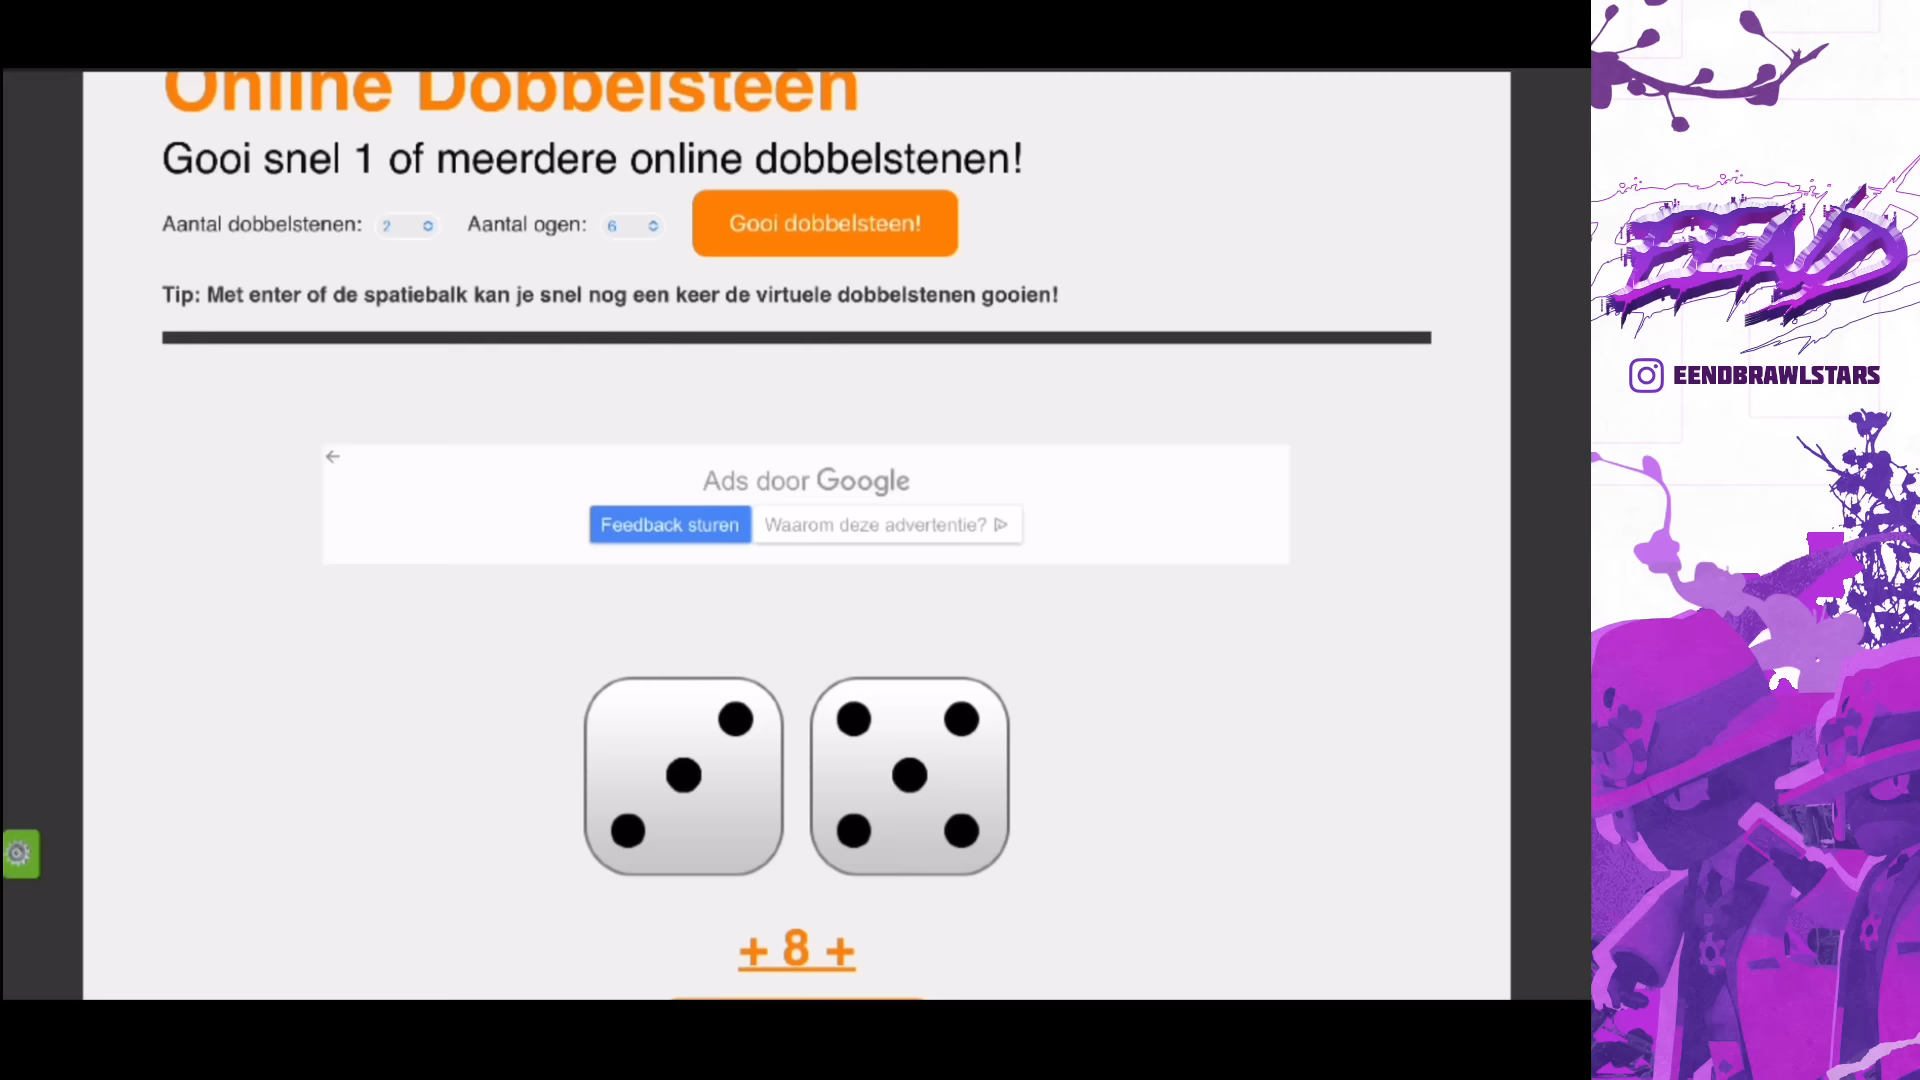 Online Dobbelsteen
Gooi snel 1 of meerdere online dobbelstenen!
Aantal dobbelstenen: 2 Aantal ogen: 6 Gooi dobbelsteen!
Tip: Met enter of de spatiebalk kan je snel nog een keer de virtuele dobbelstenen gooien!
Ads door Google
Feedback sturen Waarom deze advertentie?
+ 8 +
EEND
EENDBRAWLSTARS